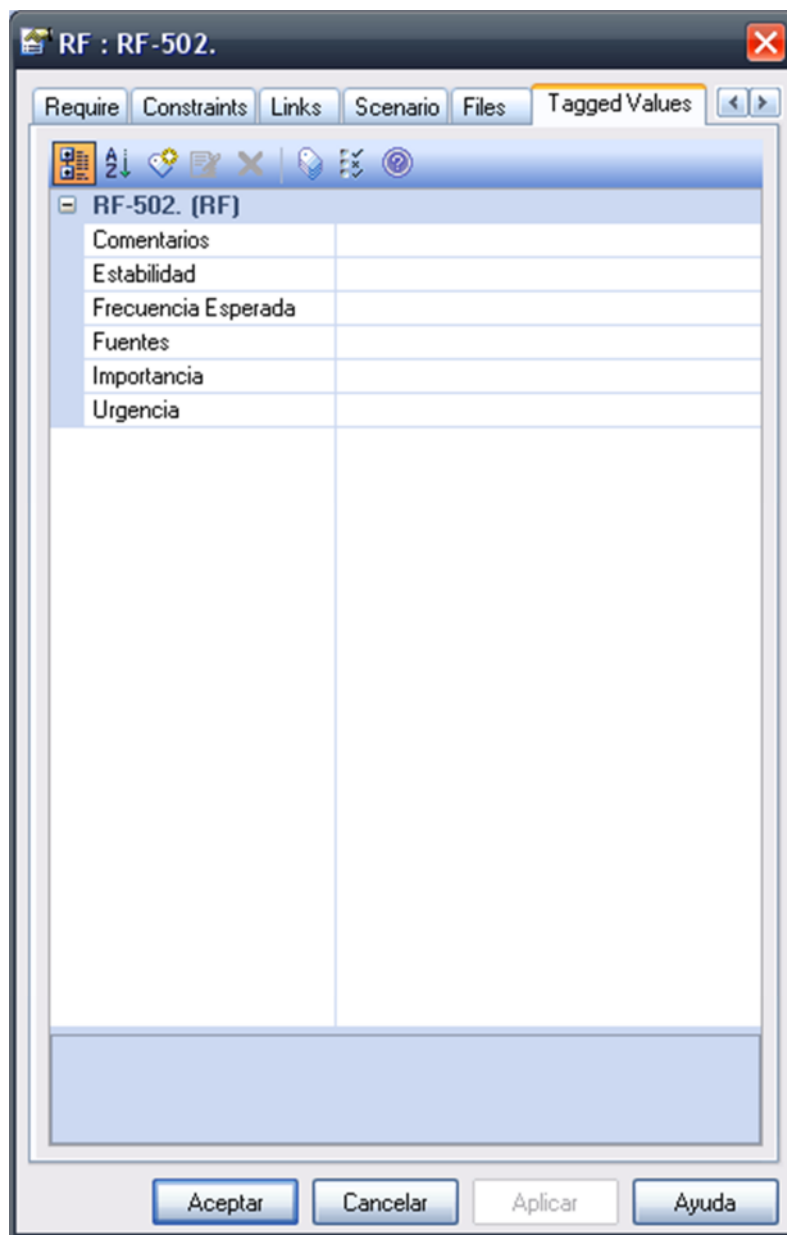 RF : RF-502.
Require Constraints Links Scenario Files Tagged Values
RF-502. (RF)
Comentarios
Estabilidad
Frecuencia Esperada
Fuentes
Importancia
Urgencia
Aceptar Cancelar Aplicar Ayuda